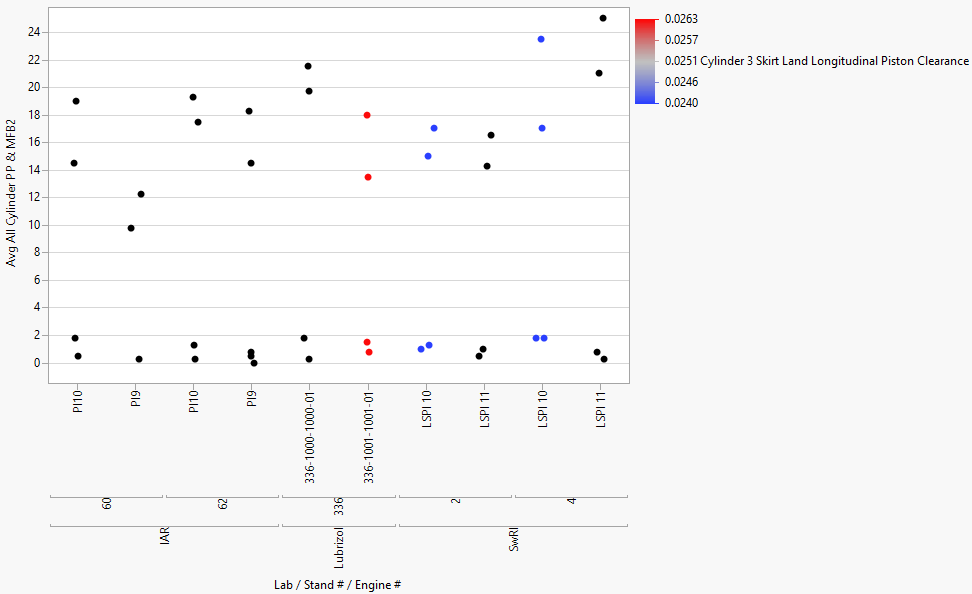 0.0263
0.0257
0.0251 Cylinder 3 Skirt Land Longitudinal Piston Clearance
0.0246
0.0240
Avg All Cylinder PP & MFB2
24
22
20
18
16
14
12
10
8
6
4
2
0
PI10
PI9
PI10
PI9
336-1000-1000-01
336-1001-1001-01
LSPI 10
LSPI 11
LSPI 10
LSPI 11
60
62
336
2
4
IAR
Lubrizol
SwRI
Lab / Stand # / Engine #